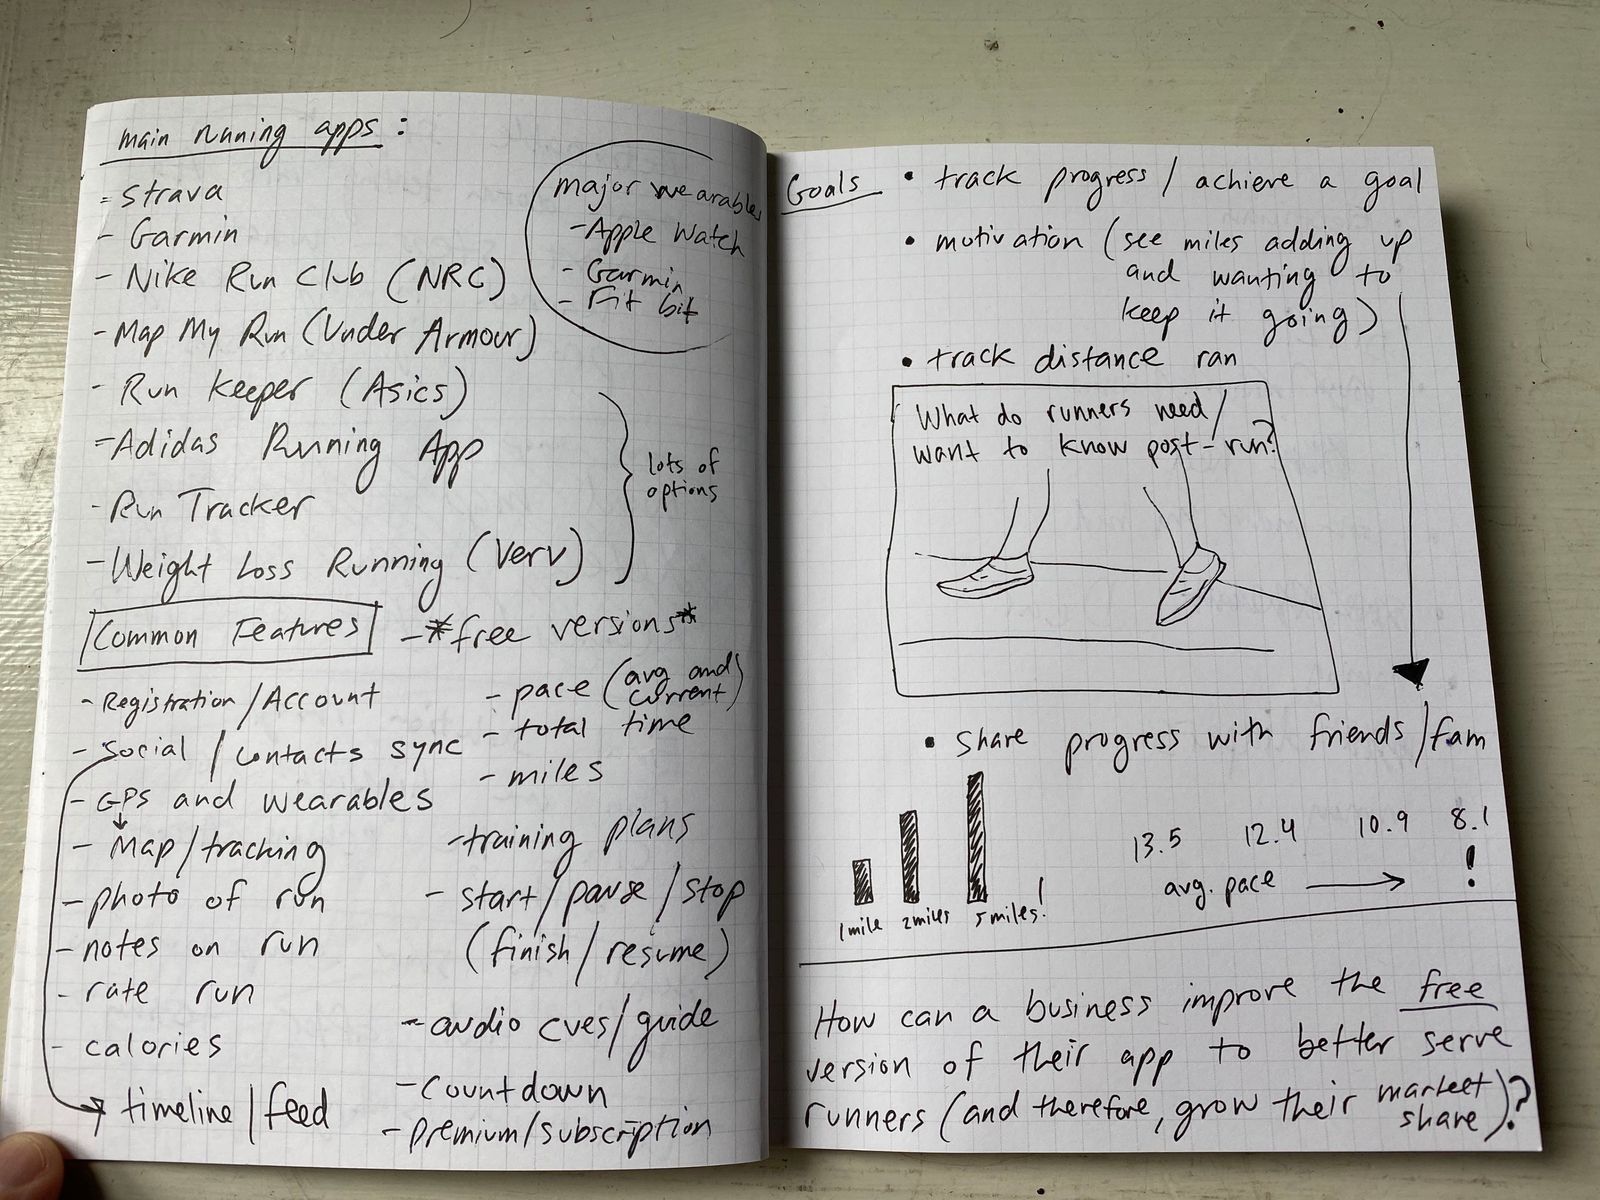 main runing apps:
- Strava
- Garmin
- Nike Run Club (NRC)
- Map My Run (Under Armour)
- Run Keeper (Asics)
- Adidas Running App
- Run Tracker
- Weight Loss Running (Verv)
major wearables
- Apple Watch
- Garmin
- Fit bit
lots of
options
Common Features
- *free versions*
- Registration/Account
- Social/contacts sync
- GPS and wearables
- Map/tracking
- photo of run
- notes on run
- rate run
- calories
timeline/feed
- pace (avg and
current)
- total time
- miles
- training plans
- start/pause/stop
(finish/resume)
- audio cues/guide
- Countdown
- premium/subscription
Goals
• track progress/achieve a goal
• motivation (see miles adding up
and wanting to
keep it going)
• track distance ran
What do runners need/
want to know post-run?
• Share progress with friends/fam
1 mile 2 miles 5 miles!
13.5 12.4 10.9 8.1
avg. pace → !
How can a business improve the free
version of their app to better serve
runners (and therefore, grow their market
share)?